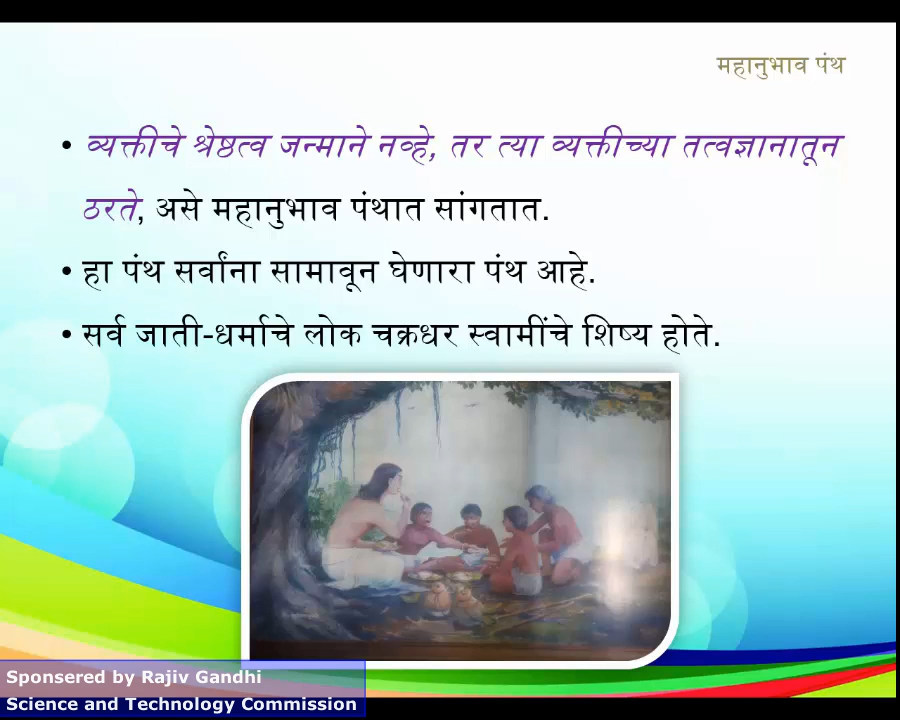 महानुभाव पंथ
• व्यक्तीचे श्रेष्ठत्व जन्माने नव्हे, तर त्या व्यक्तीच्या तत्वज्ञानातून
ठरते, असे महानुभाव पंथात सांगतात.
• हा पंथ सर्वांना सामावून घेणारा पंथ आहे.
• सर्व जाती-धर्माचे लोक चक्रधर स्वामींचे शिष्य होते.
Sponsered by Rajiv Gandhi
Science and Technology Commission